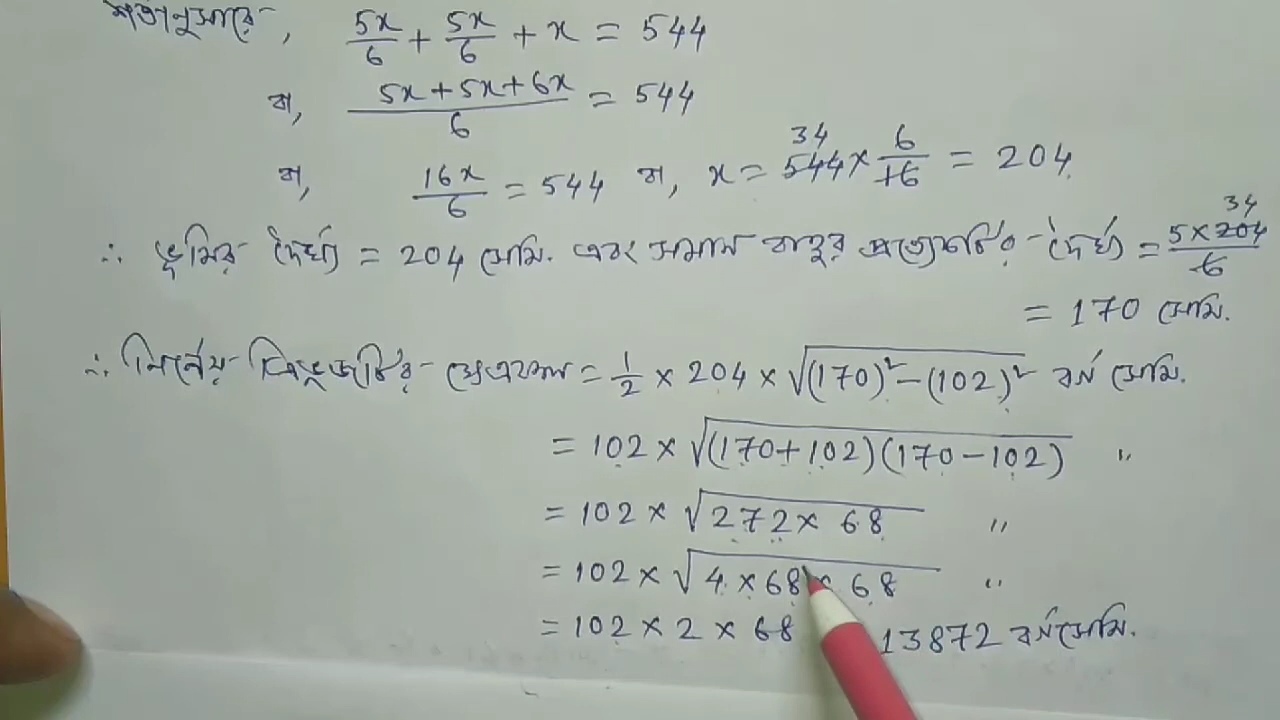 শর্তানুসারে, 5x/6 + 5x/6 + x = 544
বা, (5x + 5x + 6x)/6 = 544
বা, 16x/6 = 544 বা, x = 544 × 6/16 = 204
34
34
∴ ভূমির দৈর্ঘ্য = 204 সেমি. এবং সমান বাহুর প্রত্যেকটির দৈর্ঘ্য = (5 × 204)/6
= 170 সেমি.
∴ নির্ণেয় ত্রিভুজটির ক্ষেত্রফল = 1/2 × 204 × √((170)² − (102)²) বর্গ সেমি.
= 102 × √((170 + 102)(170 − 102)) "
= 102 × √(272 × 68) "
= 102 × √(4 × 68 × 68) "
= 102 × 2 × 68 13872 বর্গসেমি.